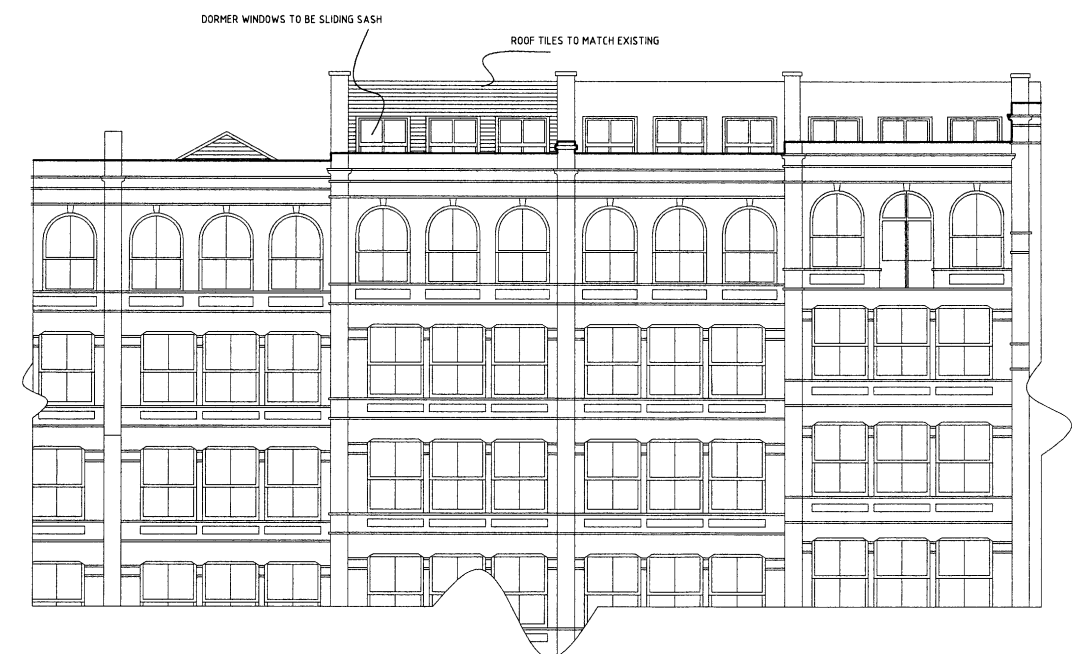 DORMER WINDOWS TO BE SLIDING SASH
ROOF TILES TO MATCH EXISTING